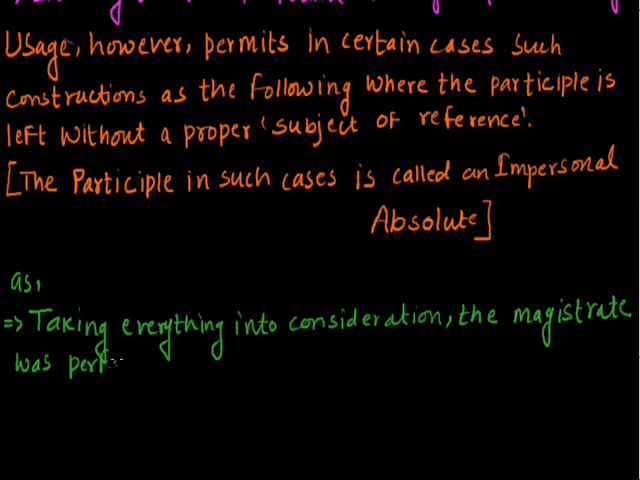 Usage, however, permits in certain cases such
constructions as the following where the participle is
left without a proper 'subject of reference'.
[The Participle in such cases is called an Impersonal
Absolute]
as,
=> Taking everything into consideration, the magistrate
was perf